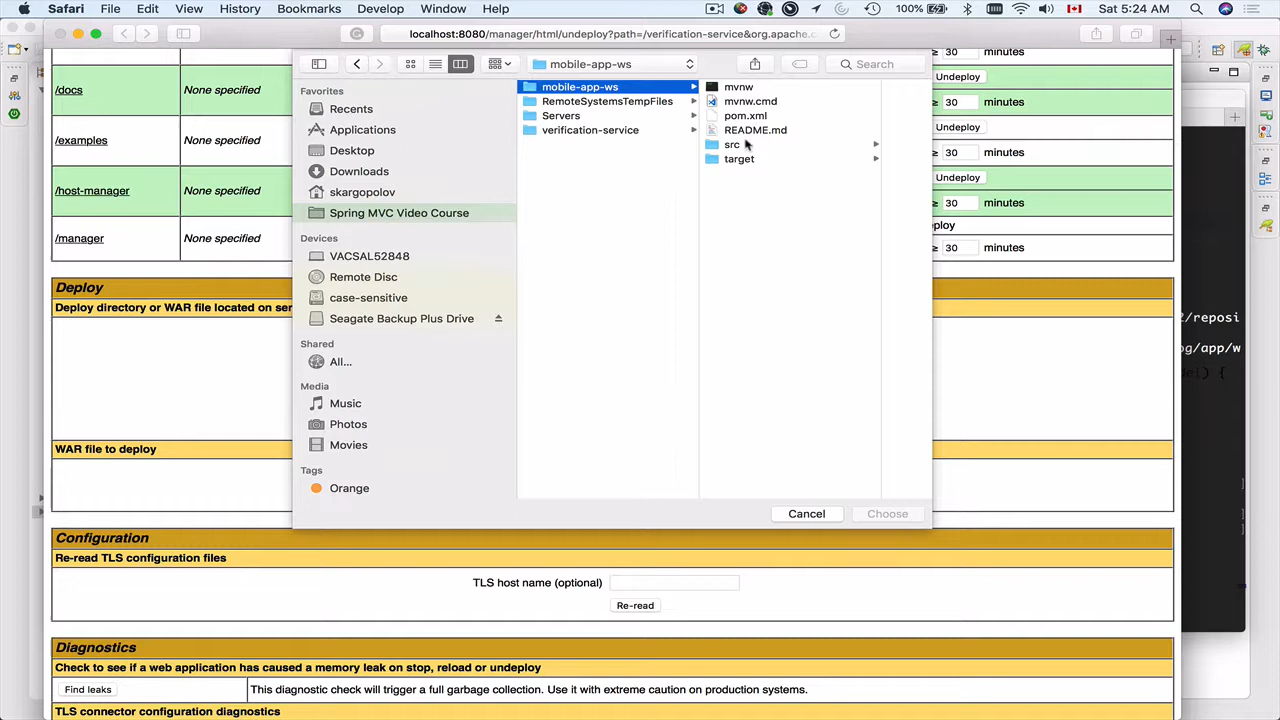 Safari File Edit View History Bookmarks Develop Window Help 100% Sat 5:24 AM
localhost:8080/manager/html/undeploy?path=/verification-service&org.apache.c
mobile-app-ws
Search
Favorites
Recents
Applications
Desktop
Downloads
skargopolov
Spring MVC Video Course
Devices
VACSAL52848
Remote Disc
case-sensitive
Seagate Backup Plus Drive
Shared
All...
Media
Music
Photos
Movies
Tags
Orange
mobile-app-ws
RemoteSystemsTempFiles
Servers
verification-service
mvnw
mvnw.cmd
pom.xml
README.md
src
target
Cancel
Choose
≥ 30 minutes
/docs
None specified
Undeploy
≥ 30 minutes
/examples
None specified
Undeploy
≥ 30 minutes
/host-manager
None specified
Undeploy
≥ 30 minutes
/manager
None specified
ploy
≥ 30 minutes
Deploy
Deploy directory or WAR file located on ser
WAR file to deploy
Configuration
Re-read TLS configuration files
TLS host name (optional)
Re-read
Diagnostics
Check to see if a web application has caused a memory leak on stop, reload or undeploy
Find leaks
This diagnostic check will trigger a full garbage collection. Use it with extreme caution on production systems.
TLS connector configuration diagnostics
2/reposi
og/app/w